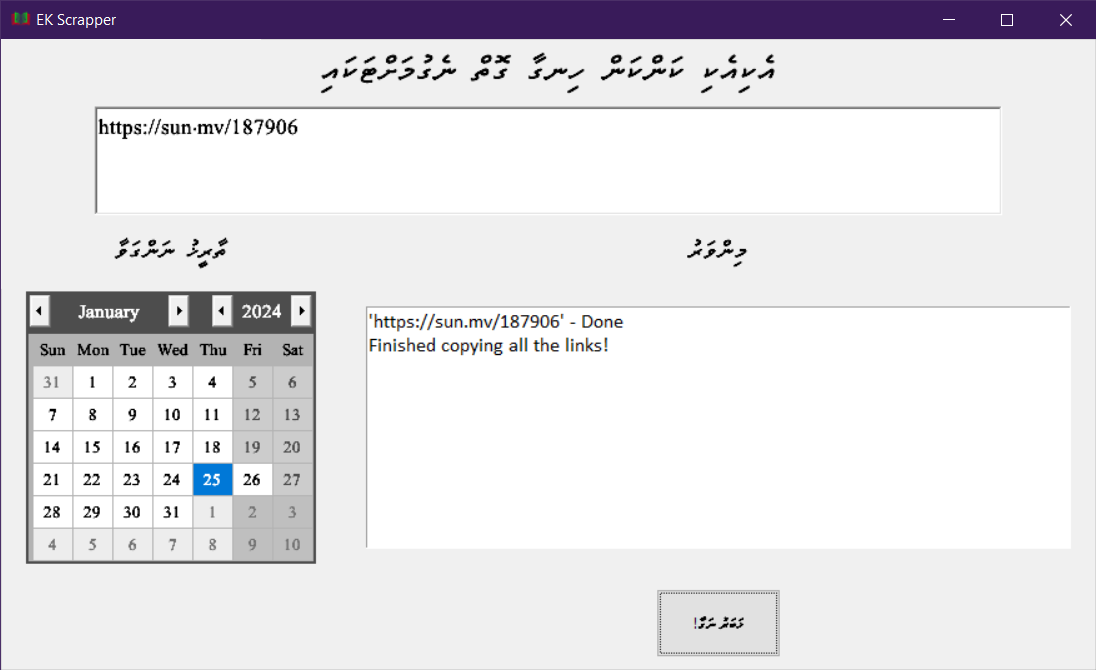 EK Scrapper
އެކިއެކި ކަންކަން ހިނގާ ގޮތް ނެގުމަށްޓަކައި
https://sun.mv/187906
ތާރީޚު ނަންގަވާ
މިންވަރު
January 2024
Sun Mon Tue Wed Thu Fri Sat
31 1 2 3 4 5 6
7 8 9 10 11 12 13
14 15 16 17 18 19 20
21 22 23 24 25 26 27
28 29 30 31 1 2 3
4 5 6 7 8 9 10
'https://sun.mv/187906' - Done
Finished copying all the links!
ޚަބަރު ނަގާ!